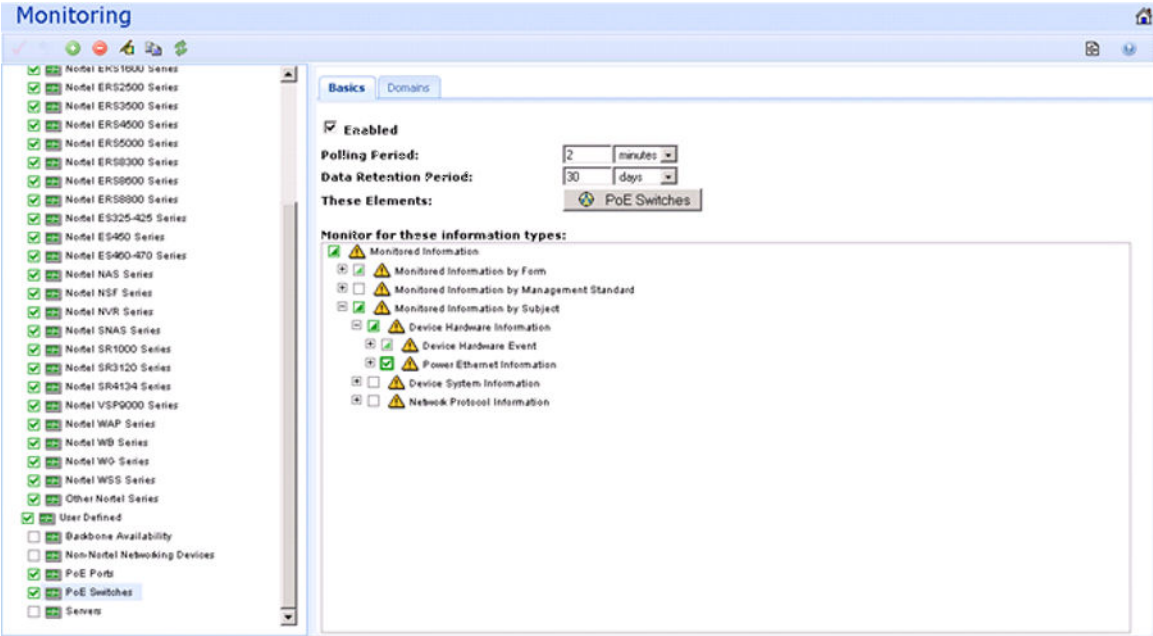 Monitoring
Nortel ERS1600 Series
Nortel ERS2500 Series
Nortel ERS3500 Series
Nortel ERS4500 Series
Nortel ERS5000 Series
Nortel ERS8300 Series
Nortel ERS8600 Series
Nortel ERS8800 Series
Nortel ES325-425 Series
Nortel ES450 Series
Nortel ES460-470 Series
Nortel NAS Series
Nortel NSF Series
Nortel NVR Series
Nortel SNAS Series
Nortel SR1000 Series
Nortel SR3120 Series
Nortel SR4134 Series
Nortel VSP9000 Series
Nortel WAP Series
Nortel WB Series
Nortel WG Series
Nortel WSS Series
Other Nortel Series
User Defined
Backbone Availability
Non-Nortel Networking Devices
PoE Ports
PoE Switches
Servers
Basics Domains
Enabled
Polling Period: 2 minutes
Data Retention Period: 30 days
These Elements: PoE Switches
Monitor for these information types:
Monitored Information
Monitored Information by Form
Monitored Information by Management Standard
Monitored Information by Subject
Device Hardware Information
Device Hardware Event
Power Ethernet Information
Device System Information
Network Protocol Information